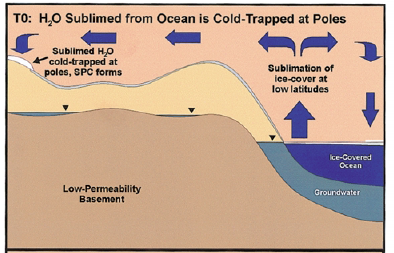 T0: H2O Sublimed from Ocean is Cold-Trapped at Poles
Sublimed H2O
cold-trapped at
poles, SPC forms
Sublimation of
ice-cover at
low latitudes
Ice-Covered
Ocean
Groundwater
Low-Permeability
Basement